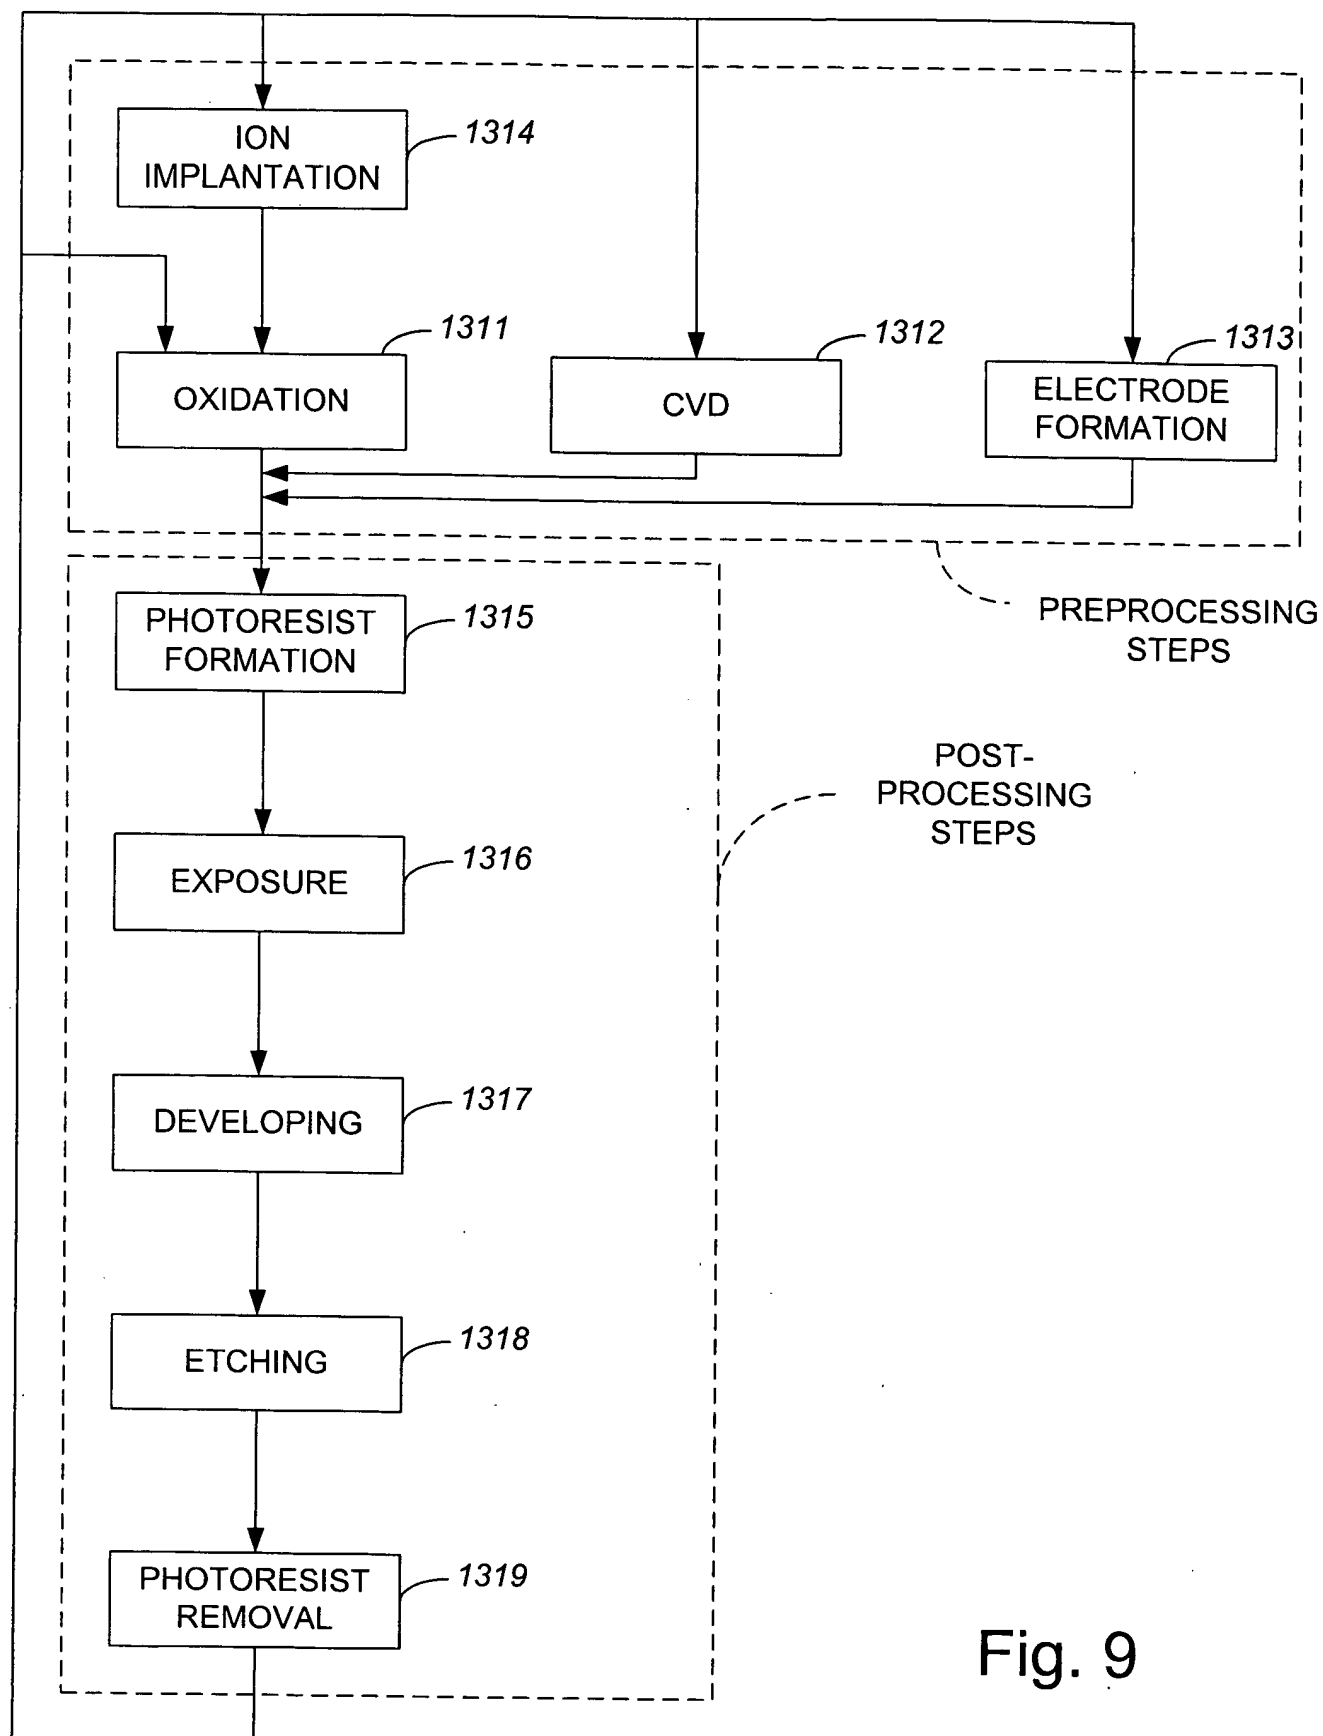 ION
IMPLANTATION
1314
OXIDATION
1311
CVD
1312
ELECTRODE
FORMATION
1313
PREPROCESSING
STEPS
PHOTORESIST
FORMATION
1315
POST-
PROCESSING
STEPS
EXPOSURE
1316
DEVELOPING
1317
ETCHING
1318
PHOTORESIST
REMOVAL
1319
Fig. 9